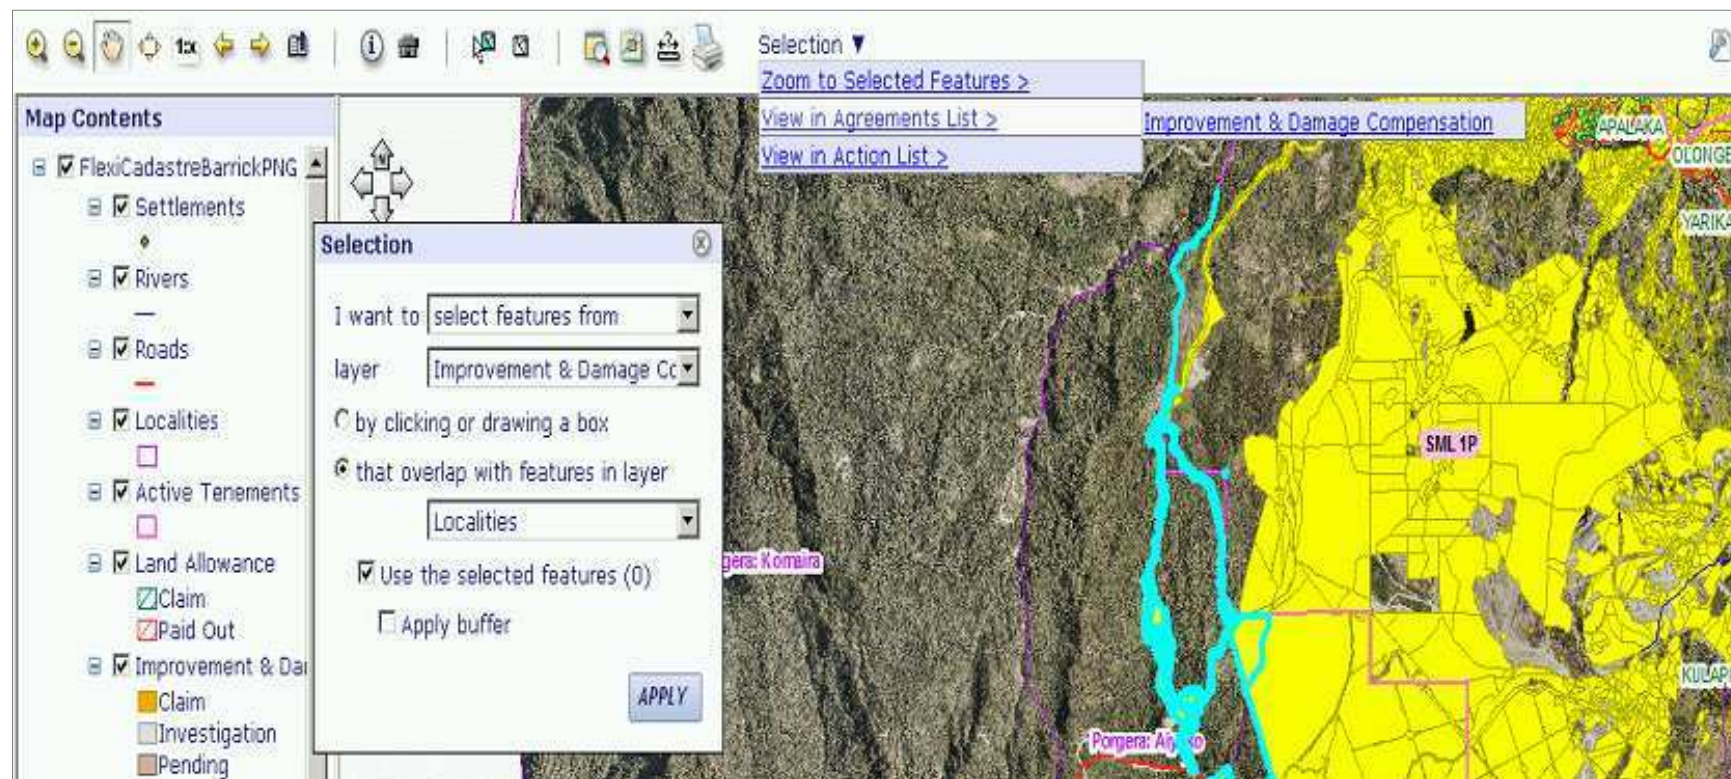 1:x
Selection ▼
Zoom to Selected Features >
View in Agreements List >
Improvement & Damage Compensation
View in Action List >
Map Contents
FlexiCadastreBarrickPNG
Settlements
Rivers
Roads
Localities
Active Tenements
Land Allowance
Claim
Paid Out
Improvement & Da
Claim
Investigation
Pending
N
Selection
I want to select features from
layer Improvement & Damage Cc
by clicking or drawing a box
that overlap with features in layer
Localities
Use the selected features (0)
Apply buffer
APPLY
APALAKA
OLONGE
YARIKA
SML 1P
gera: Komaira
KULAP
Porgera: